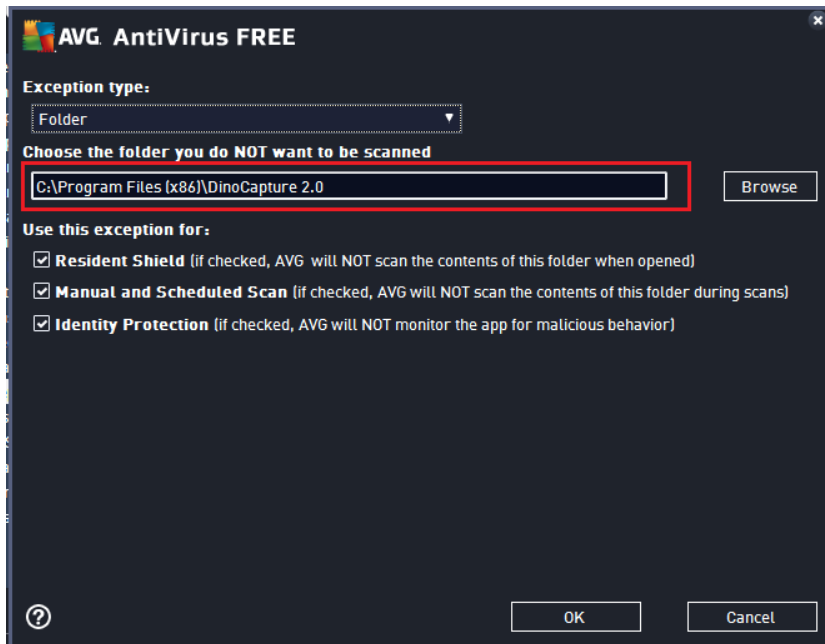 AVG. AntiVirus FREE
Exception type:
Folder
Choose the folder you do NOT want to be scanned
C:\Program Files (x86)\DinoCapture 2.0
Browse
Use this exception for:
Resident Shield (if checked, AVG will NOT scan the contents of this folder when opened)
Manual and Scheduled Scan (if checked, AVG will NOT scan the contents of this folder during scans)
Identity Protection (if checked, AVG will NOT monitor the app for malicious behavior)
?
OK
Cancel